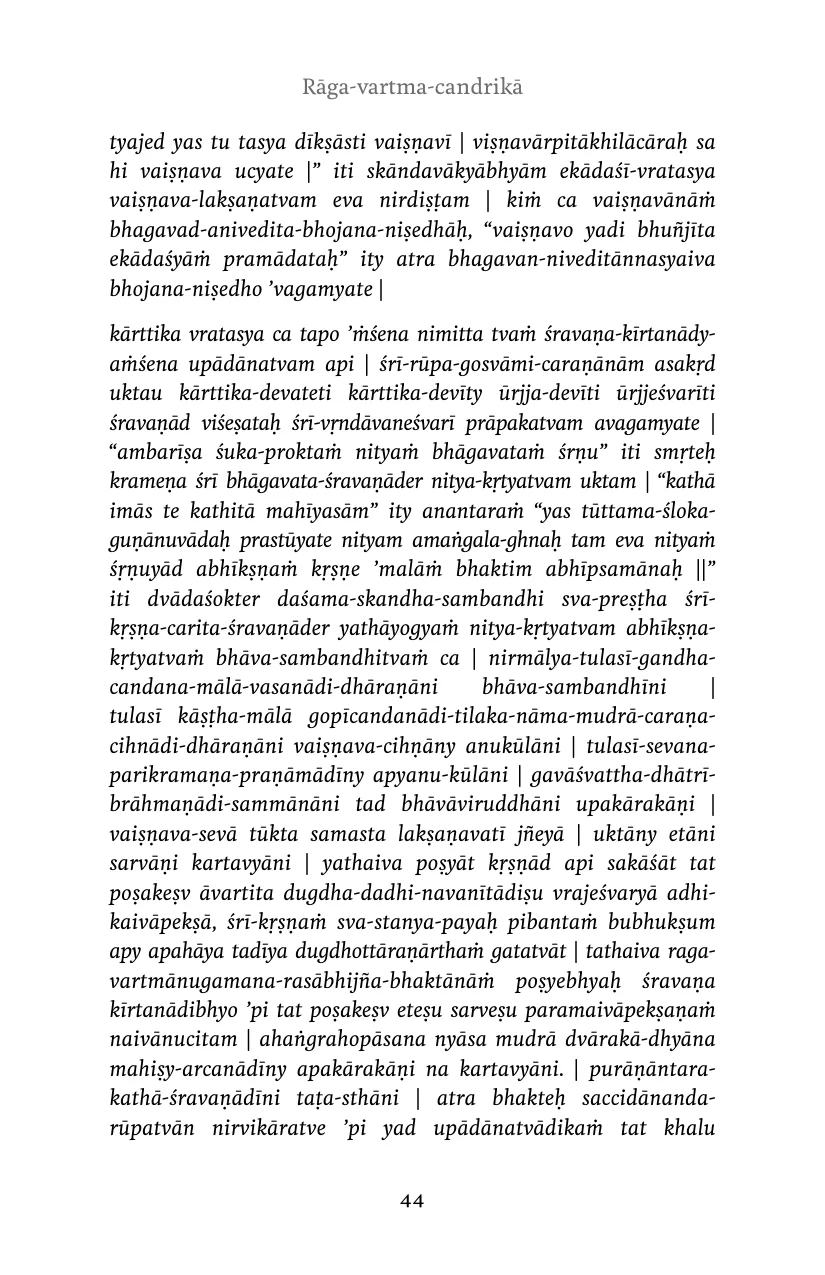 Rāga-vartma-candrikā
tyajed yas tu tasya dīkṣāsti vaiṣṇavī | viṣṇavārpitākhilācāraḥ sa
hi vaiṣṇava ucyate |” iti skāndavākyābhyām ekādaśī-vratasya
vaiṣṇava-lakṣaṇatvam eva nirdiṣṭam | kiṁ ca vaiṣṇavānāṁ
bhagavad-anivedita-bhojana-niṣedhāḥ, “vaiṣṇavo yadi bhuñjīta
ekādaśyāṁ pramādataḥ” ity atra bhagavan-niveditānnasyaiva
bhojana-niṣedho ’vagamyate |
kārttika vratasya ca tapo ’ṁśena nimitta tvaṁ śravaṇa-kīrtanādy-
aṁśena upādānatvam api | śrī-rūpa-gosvāmi-caraṇānām asakṛd
uktau kārttika-devateti kārttika-devīty ūrjja-devīti ūrjjeśvarīti
śravaṇād viśeṣataḥ śrī-vṛndāvaneśvarī prāpakatvam avagamyate |
“ambarīṣa śuka-proktaṁ nityaṁ bhāgavataṁ śṛṇu” iti smṛteḥ
krameṇa śrī bhāgavata-śravaṇāder nitya-kṛtyatvam uktam | “kathā
imās te kathitā mahīyasām” ity anantaraṁ “yas tūttama-śloka-
guṇānuvādaḥ prastūyate nityam amaṅgala-ghnaḥ tam eva nityaṁ
śṛṇuyād abhīkṣṇaṁ kṛṣṇe ’malāṁ bhaktim abhīpsamānaḥ ||”
iti dvādaśokter daśama-skandha-sambandhi sva-preṣṭha śrī-
kṛṣṇa-carita-śravaṇāder yathāyogyaṁ nitya-kṛtyatvam abhīkṣṇa-
kṛtyatvaṁ bhāva-sambandhitvaṁ ca | nirmālya-tulasī-gandha-
candana-mālā-vasanādi-dhāraṇāni bhāva-sambandhīni |
tulasī kāṣṭha-mālā gopīcandanādi-tilaka-nāma-mudrā-caraṇa-
cihnādi-dhāraṇāni vaiṣṇava-cihṇāny anukūlāni | tulasī-sevana-
parikramaṇa-praṇāmādīny apyanu-kūlāni | gavāśvattha-dhātrī-
brāhmaṇādi-sammānāni tad bhāvāviruddhāni upakārakāṇi |
vaiṣṇava-sevā tūkta samasta lakṣaṇavatī jñeyā | uktāny etāni
sarvāṇi kartavyāni | yathaiva poṣyāt kṛṣṇād api sakāśāt tat
poṣakeṣv āvartita dugdha-dadhi-navanītādiṣu vrajeśvaryā adhi-
kaivāpekṣā, śrī-kṛṣṇaṁ sva-stanya-payaḥ pibantaṁ bubhukṣum
apy apahāya tadīya dugdhottāraṇārthaṁ gatatvāt | tathaiva raga-
vartmānugamana-rasābhijña-bhaktānāṁ poṣyebhyaḥ śravaṇa
kīrtanādibhyo ’pi tat poṣakeṣv eteṣu sarveṣu paramaivāpekṣaṇaṁ
naivānucitam | ahaṅgrahopāsana nyāsa mudrā dvārakā-dhyāna
mahiṣy-arcanādīny apakārakāṇi na kartavyāni. | purāṇāntara-
kathā-śravaṇādīni taṭa-sthāni | atra bhakteḥ saccidānanda-
rūpatvān nirvikāratve ’pi yad upādānatvādikaṁ tat khalu
44